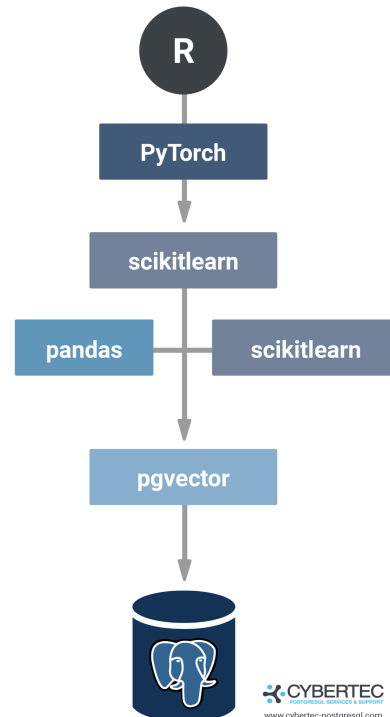 R
PyTorch
scikitlearn
pandas
scikitlearn
pgvector
CYBERTEC
POSTGRESQL SERVICES & SUPPORT
www.cybertec-postgresql.com